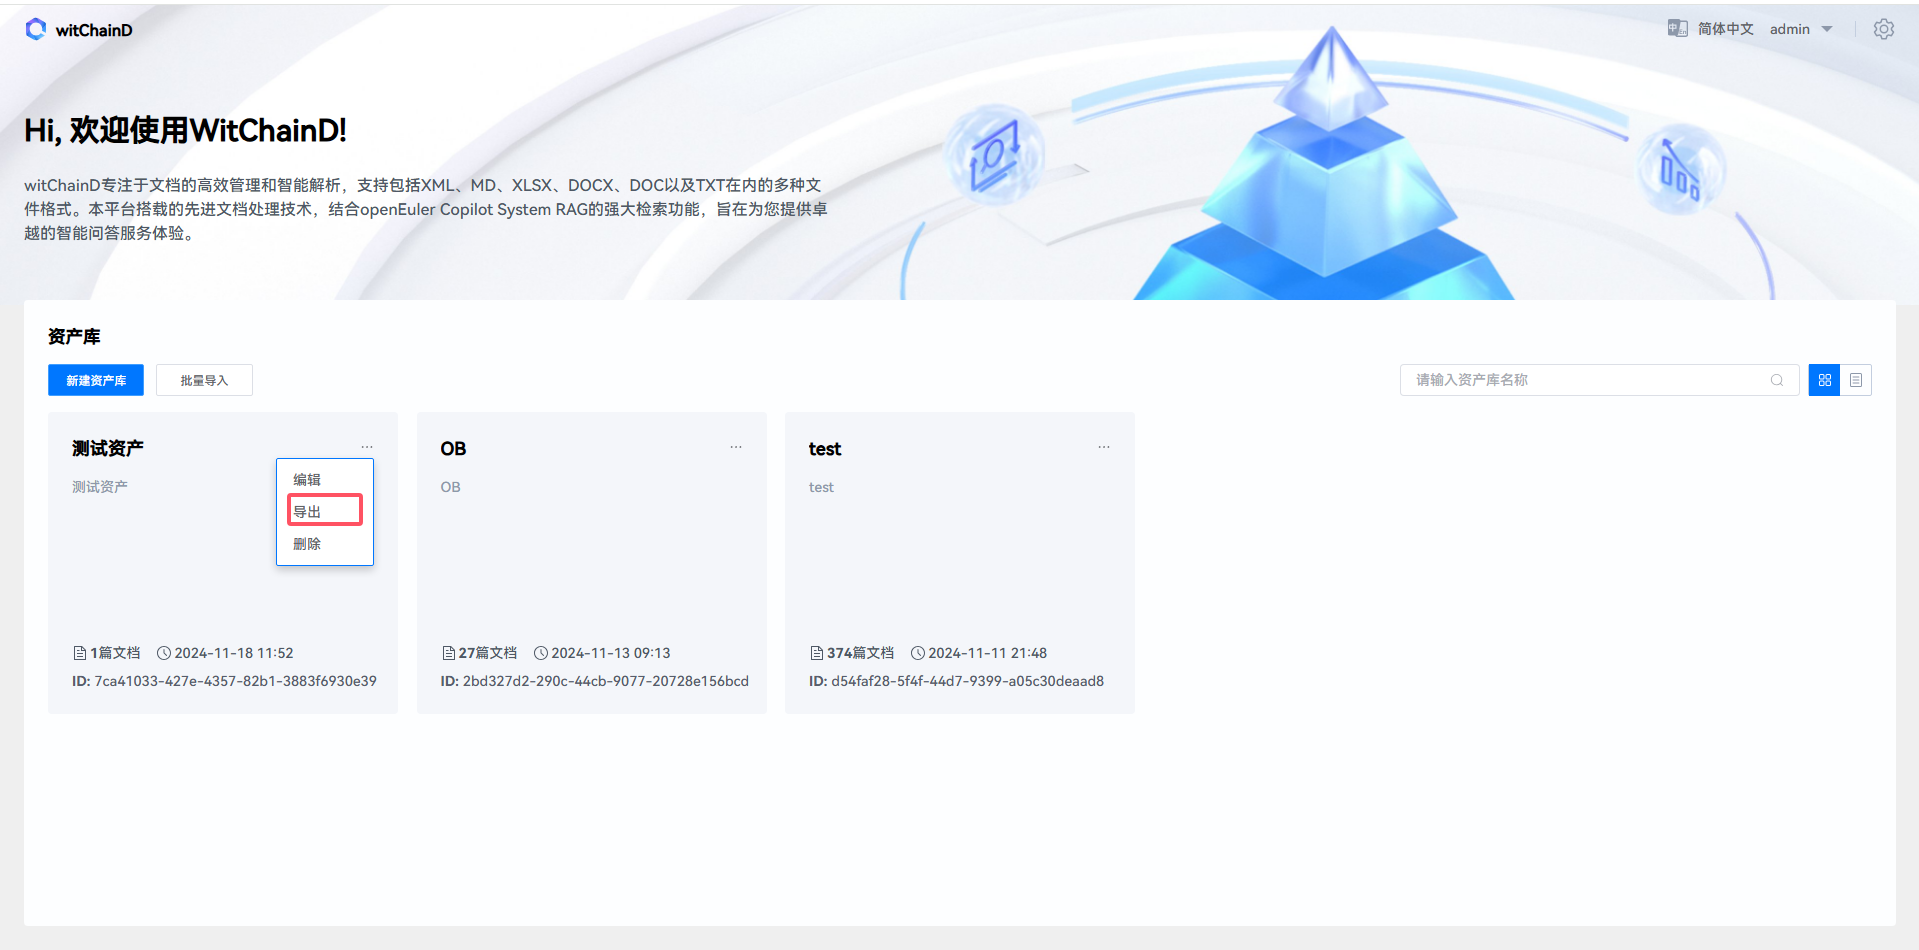 witChainD
简体中文 admin
Hi, 欢迎使用WitChainD!
witChainD专注于文档的高效管理和智能解析，支持包括XML、MD、XLSX、DOCX、DOC以及TXT在内的多种文
件格式。本平台搭载的先进文档处理技术，结合openEuler Copilot System RAG的强大检索功能，旨在为您提供卓
越的智能问答服务体验。
资产库
新建资产库 批量导入 请输入资产库名称
测试资产 ...
测试资产
编辑
导出
删除
1篇文档 2024-11-18 11:52
ID: 7ca41033-427e-4357-82b1-3883f6930e39
OB ...
OB
27篇文档 2024-11-13 09:13
ID: 2bd327d2-290c-44cb-9077-20728e156bcd
test ...
test
374篇文档 2024-11-11 21:48
ID: d54faf28-5f4f-44d7-9399-a05c30deaad8